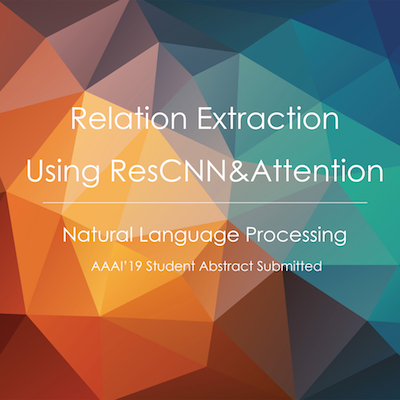 Relation Extraction
Using ResCNN&Attention
Natural Language Processing
AAAI'19 Student Abstract Submitted